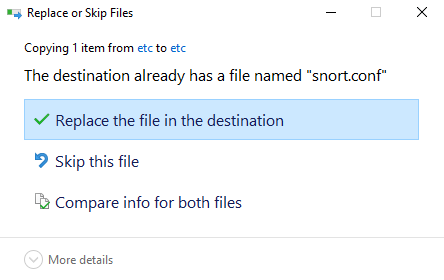 Replace or Skip Files
Copying 1 item from etc to etc
The destination already has a file named "snort.conf"
Replace the file in the destination
Skip this file
Compare info for both files
More details